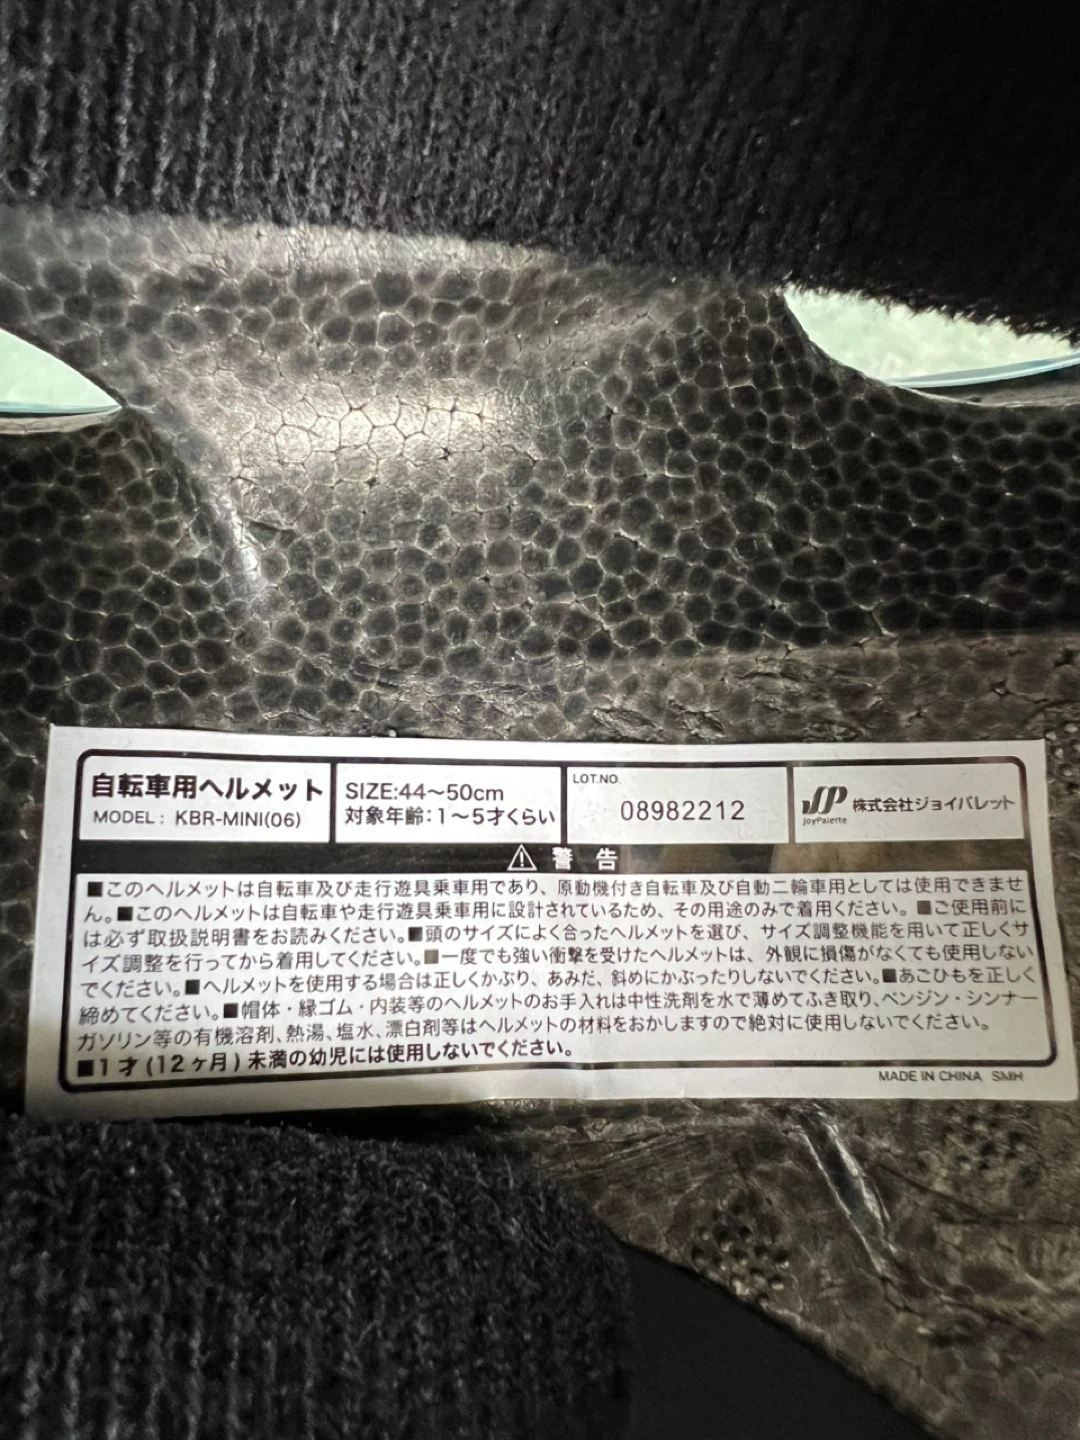 自転車用ヘルメット
MODEL: KBR-MINI(06)
SIZE:44〜50cm
対象年齢:1〜5才くらい
LOT.NO.
08982212
JP
JoyPalette
株式会社ジョイパレット
⚠ 警告
■このヘルメットは自転車及び走行遊具乗車用であり、原動機付き自転車及び自動二輪車用としては使用できませ
ん。■このヘルメットは自転車や走行遊具乗車用に設計されているため、その用途のみで着用ください。■ご使用前に
は必ず取扱説明書をお読みください。■頭のサイズによく合ったヘルメットを選び、サイズ調整機能を用いて正しくサ
イズ調整を行ってから着用してください。■一度でも強い衝撃を受けたヘルメットは、外観に損傷がなくても使用しない
でください。■ヘルメットを使用する場合は正しくかぶり、あみだ、斜めにかぶったりしないでください。■あごひもを正しく
締めてください。■帽体・縁ゴム・内装等のヘルメットのお手入れは中性洗剤を水で薄めてふき取り、ベンジン・シンナー
ガソリン等の有機溶剤、熱湯、塩水、漂白剤等はヘルメットの材料をおかしますので絶対に使用しないでください。
■1才(12ヶ月)未満の幼児には使用しないでください。
MADE IN CHINA SMH